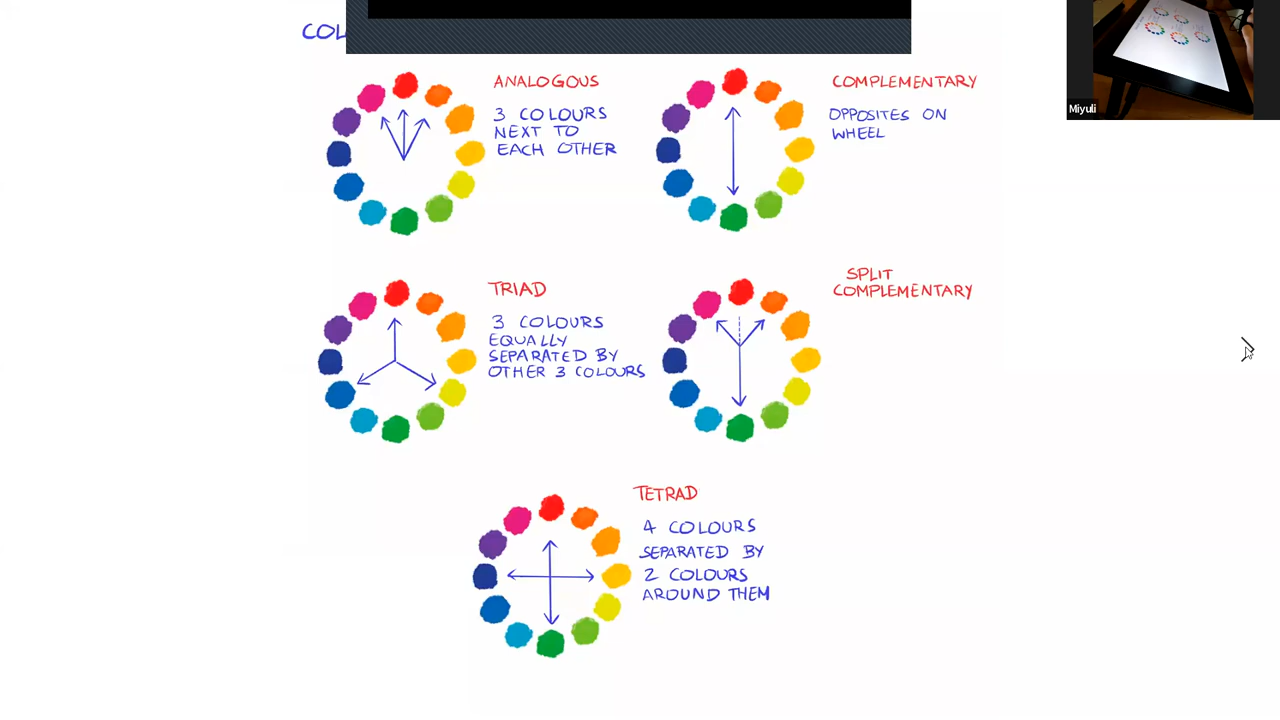 ANALOGOUS
3 COLOURS
NEXT TO
EACH OTHER
COMPLEMENTARY
OPPOSITES ON
WHEEL
Miyuli
TRIAD
3 COLOURS
EQUALLY
SEPARATED BY
OTHER 3 COLOURS
SPLIT
COMPLEMENTARY
TETRAD
4 COLOURS
SEPARATED BY
2 COLOURS
AROUND THEM